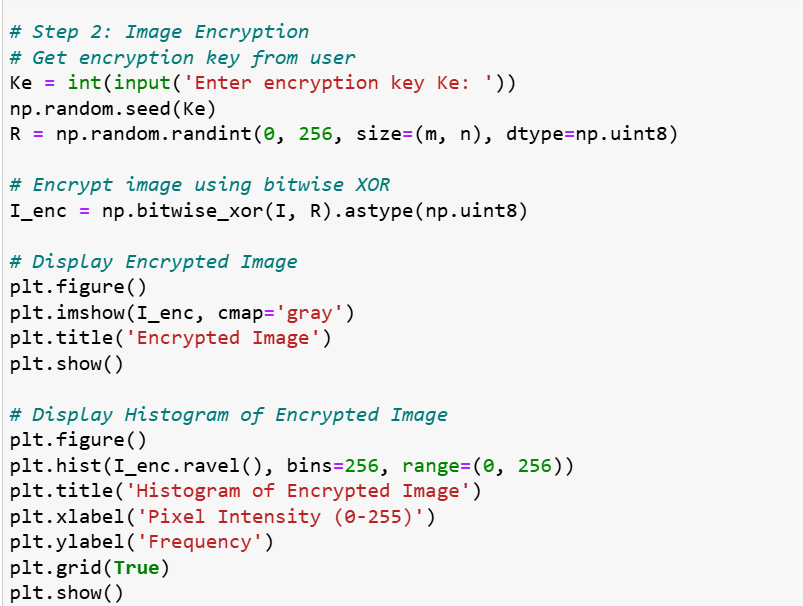 # Step 2: Image Encryption
# Get encryption key from user
Ke = int(input('Enter encryption key Ke: '))
np.random.seed(Ke)
R = np.random.randint(0, 256, size=(m, n), dtype=np.uint8)
# Encrypt image using bitwise XOR
I_enc = np.bitwise_xor(I, R).astype(np.uint8)
# Display Encrypted Image
plt.figure()
plt.imshow(I_enc, cmap='gray')
plt.title('Encrypted Image')
plt.show()
# Display Histogram of Encrypted Image
plt.figure()
plt.hist(I_enc.ravel(), bins=256, range=(0, 256))
plt.title('Histogram of Encrypted Image')
plt.xlabel('Pixel Intensity (0-255)')
plt.ylabel('Frequency')
plt.grid(True)
plt.show()